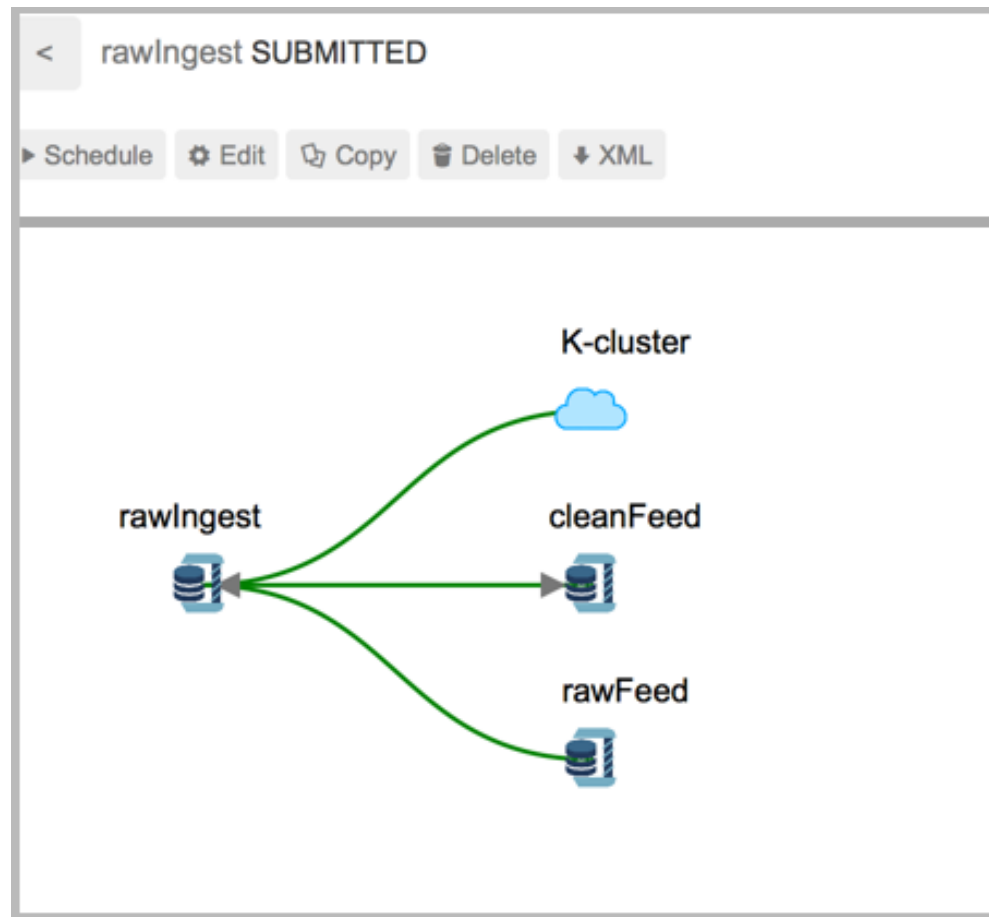 < rawIngest SUBMITTED
Schedule Edit Copy Delete XML
K-cluster
rawIngest cleanFeed
rawFeed